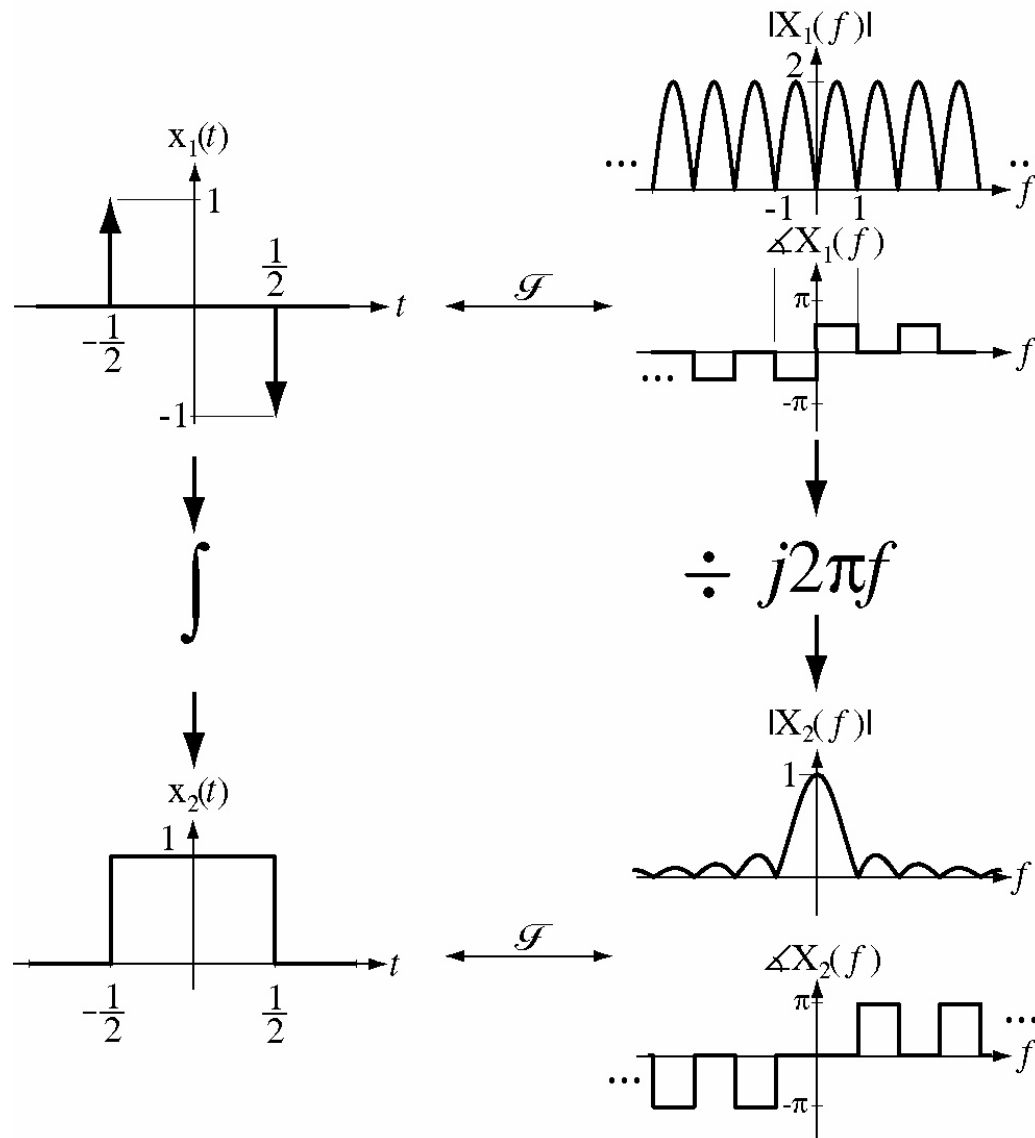 |X₁(f)|
2
x₁(t)
1
1/2
-1/2
t
-1
...
-1 1
..
f
ℱ
∡X₁(f)
π
f
...
-π
∫
÷ j2πf
|X₂(f)|
1
f
x₂(t)
1
t
-1/2
1/2
ℱ
∡X₂(f)
π
...
f
...
-π